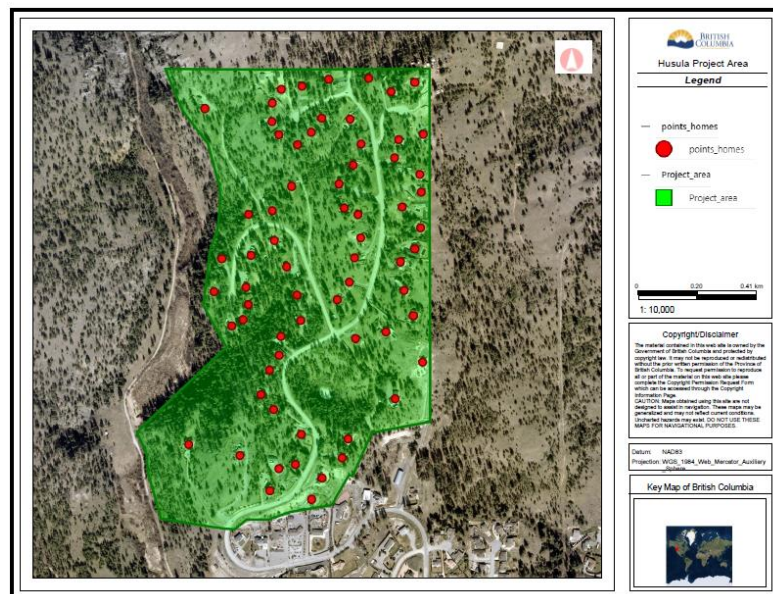 BRITISH
COLUMBIA
Husula Project Area
Legend
points_homes
points_homes
Project_area
Project_area
0 0.20 0.41 km
1: 10,000
Copyright/Disclaimer
The material contained in this web site is owned by the
Government of British Columbia and protected by
copyright law. It may not be reproduced or redistributed
without the prior written permission of the Province of
British Columbia. To request permission to reproduce
all or part of the material on this web site please
complete the Copyright Permission Request Form
which can be accessed through the Copyright
Information Page.
CAUTION: Maps obtained using this site are not
designed to assist in navigation. These maps may be
generalized and may not reflect current conditions.
Uncharted hazards may exist. DO NOT USE THESE
MAPS FOR NAVIGATIONAL PURPOSES.
Datum: NAD83
Projection: WGS_1984_Web_Mercator_Auxiliary
_Sphere
Key Map of British Columbia